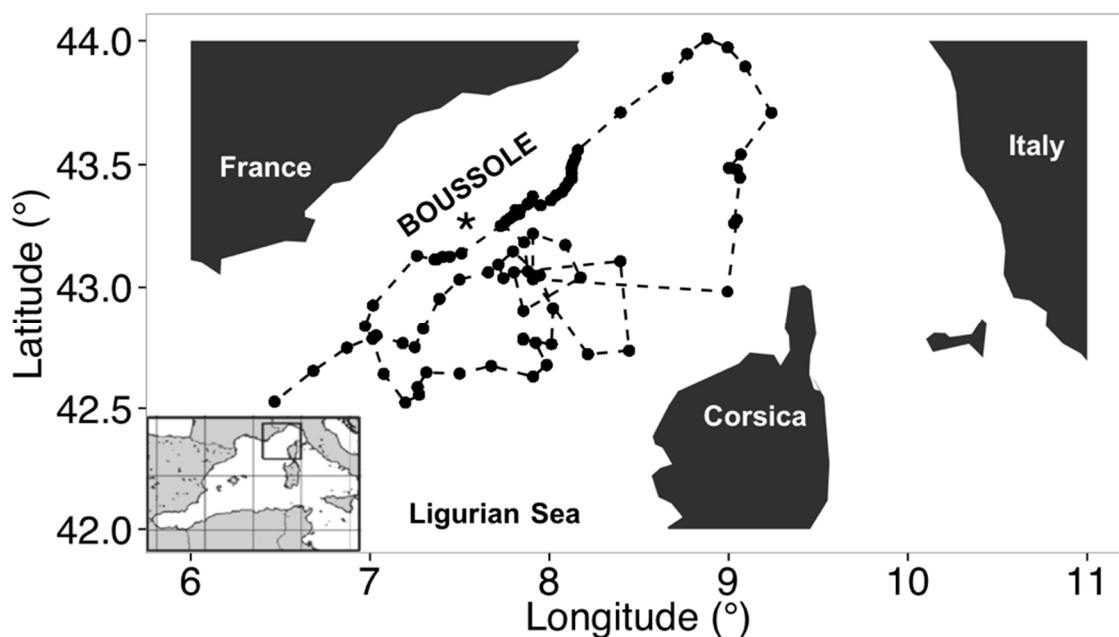 44.0
43.5
43.0
42.5
42.0
Latitude (°)
France
BOUSSOLE
*
Italy
Corsica
Ligurian Sea
6 7 8 9 10 11
Longitude (°)